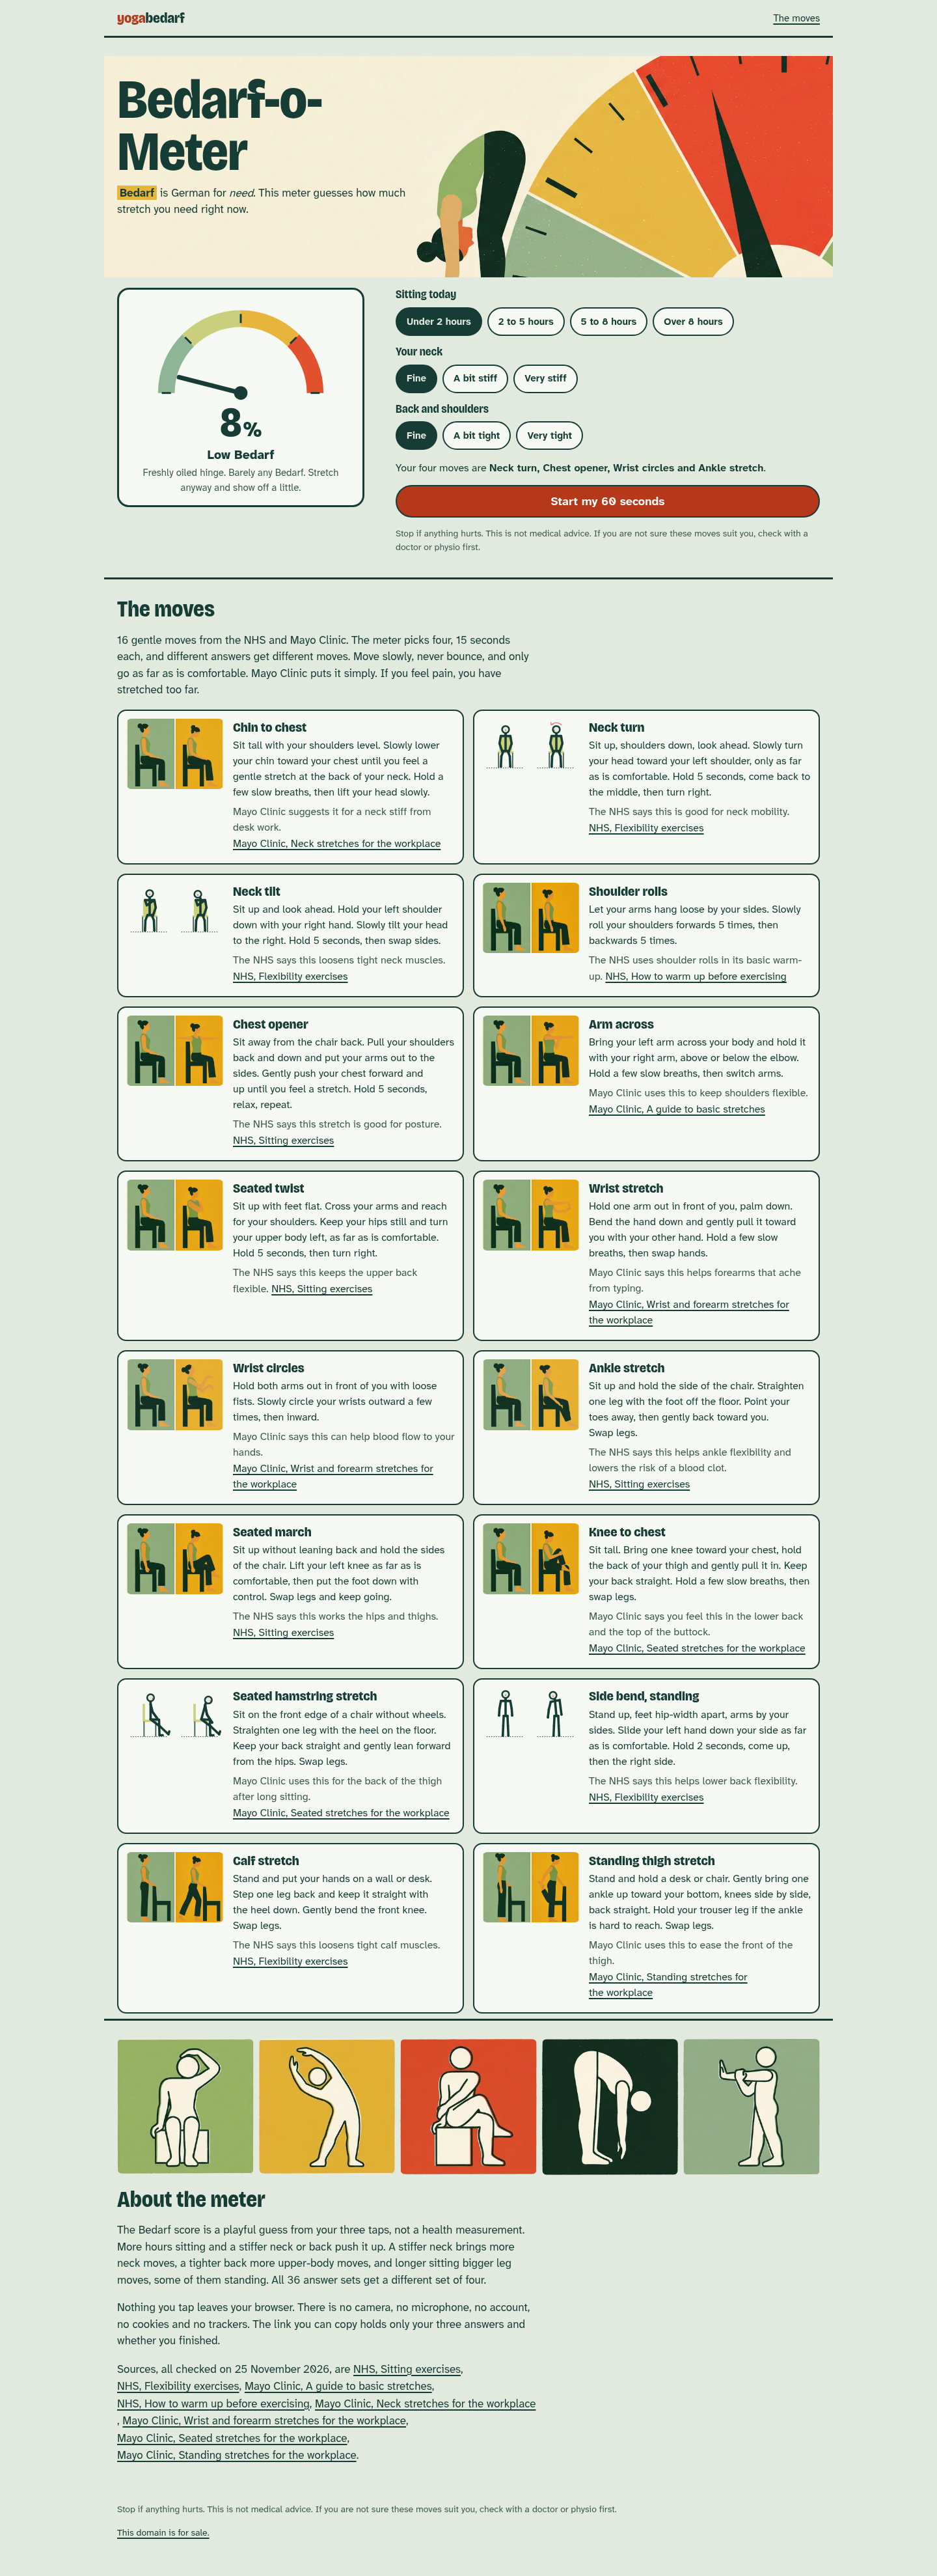 yogabedarf
The moves
Bedarf-o-
Meter
Bedarf is German for need. This meter guesses how much
stretch you need right now.
8%
Low Bedarf
Freshly oiled hinge. Barely any Bedarf. Stretch
anyway and show off a little.
Sitting today
Under 2 hours
2 to 5 hours
5 to 8 hours
Over 8 hours
Your neck
Fine
A bit stiff
Very stiff
Back and shoulders
Fine
A bit tight
Very tight
Your four moves are Neck turn, Chest opener, Wrist circles and Ankle stretch.
Start my 60 seconds
Stop if anything hurts. This is not medical advice. If you are not sure these moves suit you, check with a
doctor or physio first.
The moves
16 gentle moves from the NHS and Mayo Clinic. The meter picks four, 15 seconds
each, and different answers get different moves. Move slowly, never bounce, and only
go as far as is comfortable. Mayo Clinic puts it simply. If you feel pain, you have
stretched too far.
Chin to chest
Sit tall with your shoulders level. Slowly lower
your chin toward your chest until you feel a
gentle stretch at the back of your neck. Hold a
few slow breaths, then lift your head slowly.
Mayo Clinic suggests it for a neck stiff from
desk work.
Mayo Clinic, Neck stretches for the workplace
Neck turn
Sit up, shoulders down, look ahead. Slowly turn
your head toward your left shoulder, only as far
as is comfortable. Hold 5 seconds, come back to
the middle, then turn right.
The NHS says this is good for neck mobility.
NHS, Flexibility exercises
Neck tilt
Sit up and look ahead. Hold your left shoulder
down with your right hand. Slowly tilt your head
to the right. Hold 5 seconds, then swap sides.
The NHS says this loosens tight neck muscles.
NHS, Flexibility exercises
Shoulder rolls
Let your arms hang loose by your sides. Slowly
roll your shoulders forwards 5 times, then
backwards 5 times.
The NHS uses shoulder rolls in its basic warm-
up. NHS, How to warm up before exercising
Chest opener
Sit away from the chair back. Pull your shoulders
back and down and put your arms out to the
sides. Gently push your chest forward and
up until you feel a stretch. Hold 5 seconds,
relax, repeat.
The NHS says this stretch is good for posture.
NHS, Sitting exercises
Arm across
Bring your left arm across your body and hold it
with your right arm, above or below the elbow.
Hold a few slow breaths, then switch arms.
Mayo Clinic uses this to keep shoulders flexible.
Mayo Clinic, A guide to basic stretches
Seated twist
Sit up with feet flat. Cross your arms and reach
for your shoulders. Keep your hips still and turn
your upper body left, as far as is comfortable.
Hold 5 seconds, then turn right.
The NHS says this keeps the upper back
flexible. NHS, Sitting exercises
Wrist stretch
Hold one arm out in front of you, palm down.
Bend the hand down and gently pull it toward
you with your other hand. Hold a few slow
breaths, then swap hands.
Mayo Clinic says this helps forearms that ache
from typing.
Mayo Clinic, Wrist and forearm stretches for
the workplace
Wrist circles
Hold both arms out in front of you with loose
fists. Slowly circle your wrists outward a few
times, then inward.
Mayo Clinic says this can help blood flow to your
hands.
Mayo Clinic, Wrist and forearm stretches for
the workplace
Ankle stretch
Sit up and hold the side of the chair. Straighten
one leg with the foot off the floor. Point your
toes away, then gently back toward you.
Swap legs.
The NHS says this helps ankle flexibility and
lowers the risk of a blood clot.
NHS, Sitting exercises
Seated march
Sit up without leaning back and hold the sides
of the chair. Lift your left knee as far as is
comfortable, then put the foot down with
control. Swap legs and keep going.
The NHS says this works the hips and thighs.
NHS, Sitting exercises
Knee to chest
Sit tall. Bring one knee toward your chest, hold
the back of your thigh and gently pull it in. Keep
your back straight. Hold a few slow breaths, then
swap legs.
Mayo Clinic says you feel this in the lower back
and the top of the buttock.
Mayo Clinic, Seated stretches for the workplace
Seated hamstring stretch
Sit on the front edge of a chair without wheels.
Straighten one leg with the heel on the floor.
Keep your back straight and gently lean forward
from the hips. Swap legs.
Mayo Clinic uses this for the back of the thigh
after long sitting.
Mayo Clinic, Seated stretches for the workplace
Side bend, standing
Stand up, feet hip-width apart, arms by your
sides. Slide your left hand down your side as far
as is comfortable. Hold 2 seconds, come up,
then the right side.
The NHS says this helps lower back flexibility.
NHS, Flexibility exercises
Calf stretch
Stand and put your hands on a wall or desk.
Step one leg back and keep it straight with
the heel down. Gently bend the front knee.
Swap legs.
The NHS says this loosens tight calf muscles.
NHS, Flexibility exercises
Standing thigh stretch
Stand and hold a desk or chair. Gently bring one
ankle up toward your bottom, knees side by side,
back straight. Hold your trouser leg if the ankle
is hard to reach. Swap legs.
Mayo Clinic uses this to ease the front of the
thigh.
Mayo Clinic, Standing stretches for
the workplace
About the meter
The Bedarf score is a playful guess from your three taps, not a health measurement.
More hours sitting and a stiffer neck or back push it up. A stiffer neck brings more
neck moves, a tighter back more upper-body moves, and longer sitting bigger leg
moves, some of them standing. All 36 answer sets get a different set of four.
Nothing you tap leaves your browser. There is no camera, no microphone, no account,
no cookies and no trackers. The link you can copy holds only your three answers and
whether you finished.
Sources, all checked on 25 November 2026, are NHS, Sitting exercises,
NHS, Flexibility exercises, Mayo Clinic, A guide to basic stretches,
NHS, How to warm up before exercising, Mayo Clinic, Neck stretches for the workplace
, Mayo Clinic, Wrist and forearm stretches for the workplace,
Mayo Clinic, Seated stretches for the workplace,
Mayo Clinic, Standing stretches for the workplace.
Stop if anything hurts. This is not medical advice. If you are not sure these moves suit you, check with a doctor or physio first.
This domain is for sale.